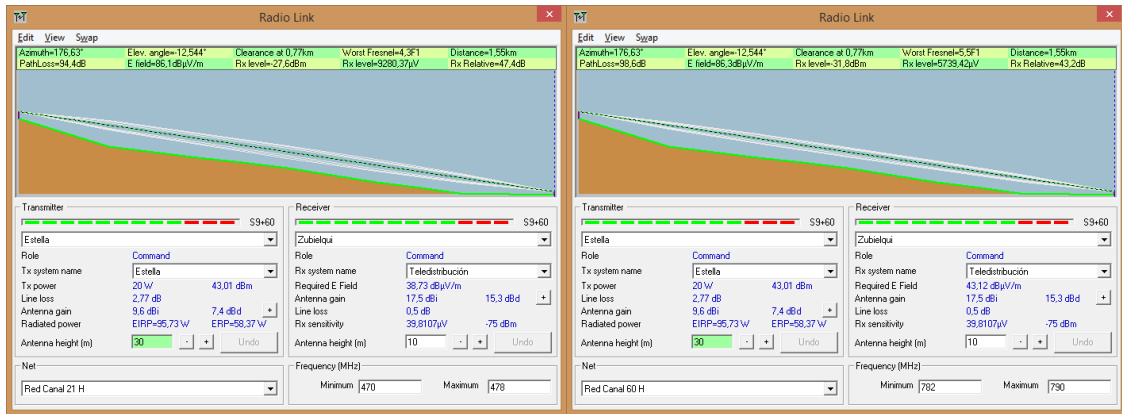 Radio Link
Edit View Swap
Azimuth=176,63° Elev. angle=-12,544° Clearance at 0,77km Worst Fresnel=4,3F1 Distance=1,55km
PathLoss=94,4dB E field=86,1dBµV/m Rx level=-27,6dBm Rx level=9280,37µV Rx Relative=47,4dB
Transmitter
S9+60
Estella
Role Command
Tx system name Estella
Tx power 20 W 43,01 dBm
Line loss 2,77 dB
Antenna gain 9,6 dBi 7,4 dBd +
Radiated power EIRP=95,73 W ERP=58,37 W
Antenna height (m) 30 - + Undo
Receiver
S9+60
Zubielqui
Role Command
Rx system name Teledistribución
Required E Field 38,73 dBµV/m
Antenna gain 17,5 dBi 15,3 dBd +
Line loss 0,5 dB
Rx sensitivity 39,8107µV -75 dBm
Antenna height (m) 10 - + Undo
Net
Red Canal 21 H
Frequency (MHz)
Minimum 470 Maximum 478
Radio Link
Edit View Swap
Azimuth=176,63° Elev. angle=-12,544° Clearance at 0,77km Worst Fresnel=5,5F1 Distance=1,55km
PathLoss=98,6dB E field=86,3dBµV/m Rx level=-31,8dBm Rx level=5739,42µV Rx Relative=43,2dB
Transmitter
S9+60
Estella
Role Command
Tx system name Estella
Tx power 20 W 43,01 dBm
Line loss 2,77 dB
Antenna gain 9,6 dBi 7,4 dBd +
Radiated power EIRP=95,73 W ERP=58,37 W
Antenna height (m) 30 - + Undo
Receiver
S9+60
Zubielqui
Role Command
Rx system name Teledistribución
Required E Field 43,12 dBµV/m
Antenna gain 17,5 dBi 15,3 dBd +
Line loss 0,5 dB
Rx sensitivity 39,8107µV -75 dBm
Antenna height (m) 10 - + Undo
Net
Red Canal 60 H
Frequency (MHz)
Minimum 782 Maximum 790